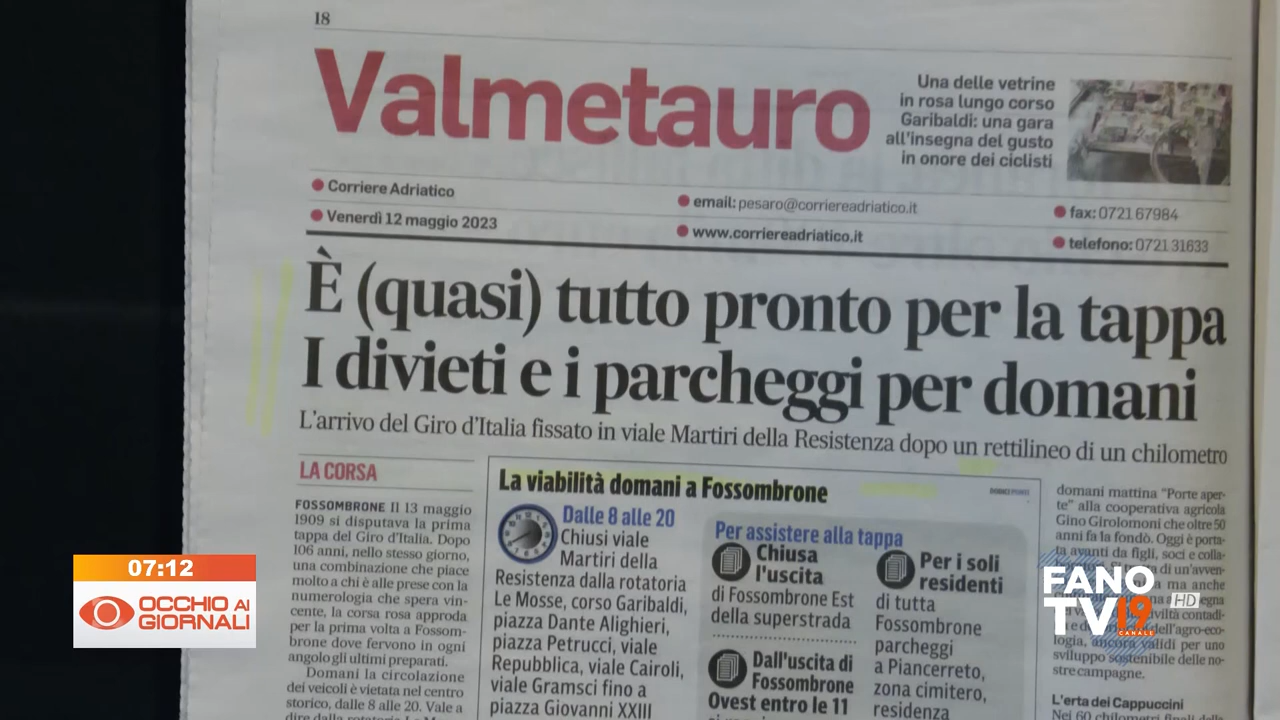 18
Valmetauro
Una delle vetrine
in rosa lungo corso
Garibaldi: una gara
all'insegna del gusto
in onore dei ciclisti
Corriere Adriatico
Venerdì 12 maggio 2023
email: pesaro@corriereadriatico.it
www.corriereadriatico.it
fax: 0721 67984
telefono: 0721 31633
È (quasi) tutto pronto per la tappa
I divieti e i parcheggi per domani
L'arrivo del Giro d'Italia fissato in viale Martiri della Resistenza dopo un rettilineo di un chilometro
LA CORSA
FOSSOMBRONE Il 13 maggio
1909 si disputava la prima
tappa del Giro d'Italia. Dopo
106 anni, nello stesso giorno,
una combinazione che piace
molto a chi è alle prese con la
numerologia che spera vin-
cente, la corsa rosa approda
per la prima volta a Fossom-
brone dove fervono in ogni
angolo gli ultimi preparati.
Domani la circolazione
dei veicoli è vietata nel centro
storico, dalle 8 alle 20. Vale a
La viabilità domani a Fossombrone
Dalle 8 alle 20
Chiusi viale
Martiri della
Resistenza dalla rotatoria
Le Mosse, corso Garibaldi,
piazza Dante Alighieri,
piazza Petrucci, viale
Repubblica, viale Cairoli,
viale Gramsci fino a
piazza Giovanni XXIII
Per assistere alla tappa
Chiusa
l'uscita
di Fossombrone Est
della superstrada
Dall'uscita di
Fossombrone
Ovest entro le 11
Per i soli
residenti
di tutta
Fossombrone
parcheggi
a Piancerreto,
zona cimitero,
residenza
domani mattina "Porte aper-
te" alla cooperativa agricola
Gino Girolomoni che oltre 50
anni fa la fondò. Oggi è porta-
ta avanti da figli, soci e colla-
di un'avven-
ma anche
dell'agro-eco-
logia, ancora validi per uno
sviluppo sostenibile delle no-
stre campagne.
L'erta dei Cappuccini
07:12
OCCHIO AI
GIORNALI
FANO
TV19
CANALE
HD